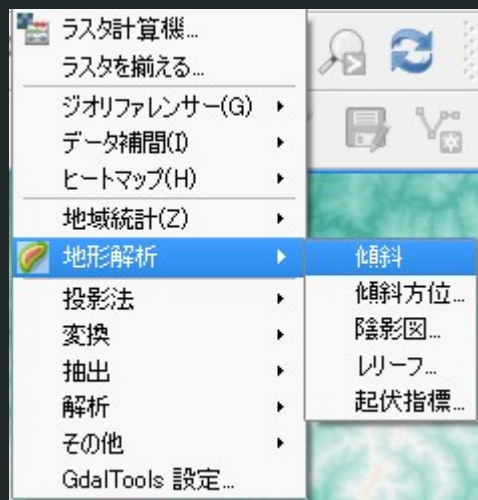 ラスタ計算機...
ラスタを揃える...
ジオリファレンサー(G)
データ補間(I)
ヒートマップ(H)
地域統計(Z)
地形解析
投影法
変換
抽出
解析
その他
GdalTools 設定...
傾斜
傾斜方位...
陰影図...
レリーフ...
起伏指標...